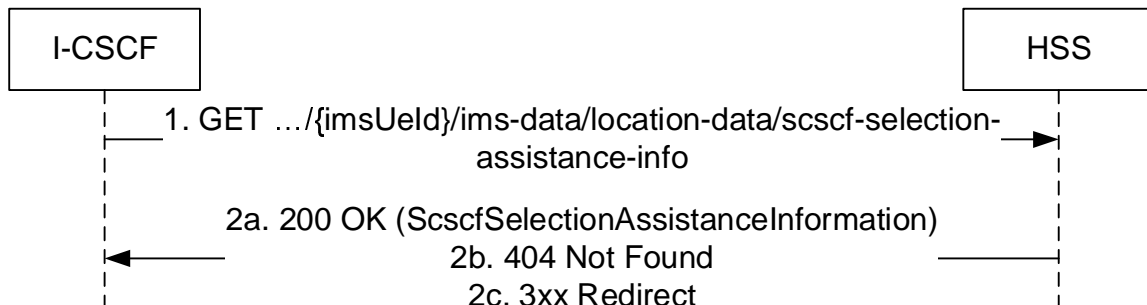 I-CSCF
HSS
1. GET …/{imsUeId}/ims-data/location-data/scscf-selection-
assistance-info
2a. 200 OK (ScscfSelectionAssistanceInformation)
2b. 404 Not Found
2c. 3xx Redirect